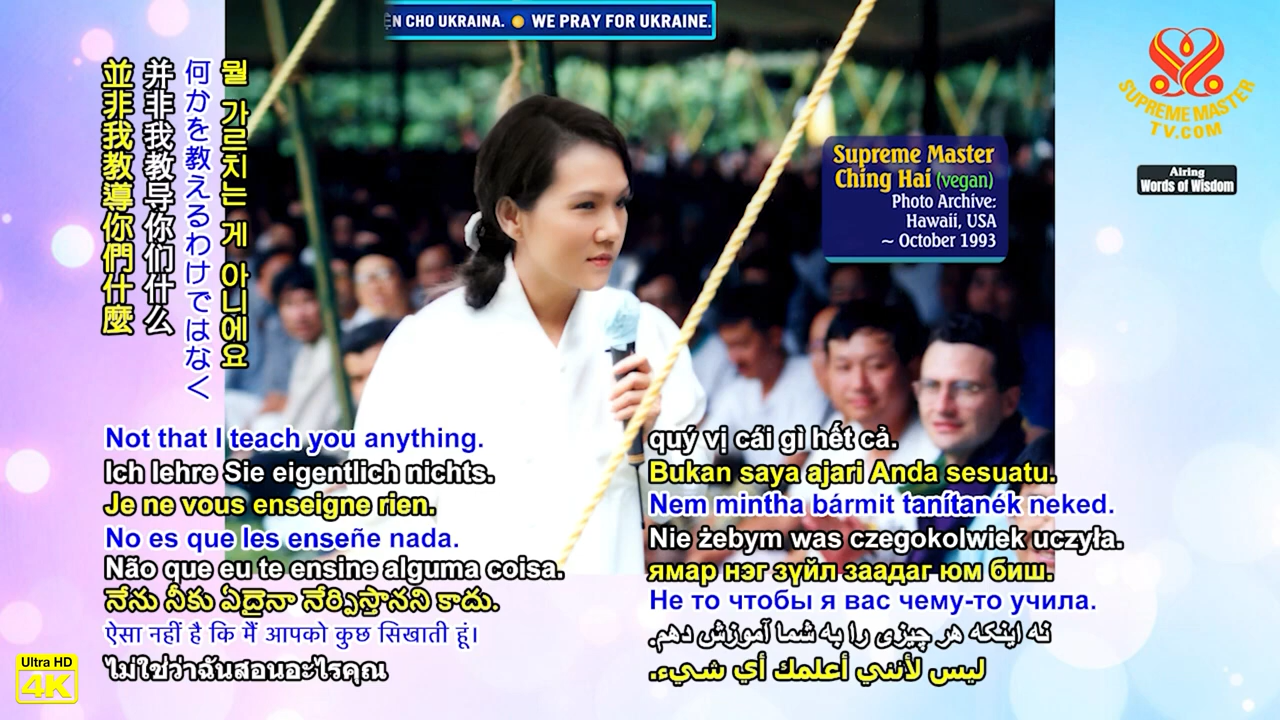 ỆN CHO UKRAINA. WE PRAY FOR UKRAINE.
SUPREME MASTER
TV.COM
Airing
Words of Wisdom
Supreme Master
Ching Hai (vegan)
Photo Archive:
Hawaii, USA
~ October 1993
並非我教導你們什麼
并非我教导你们什么
何かを教えるわけではなく
뭘 가르치는 게 아니에요
Not that I teach you anything.
Ich lehre Sie eigentlich nichts.
Je ne vous enseigne rien.
No es que les enseñe nada.
Não que eu te ensine alguma coisa.
నేను నీకు ఏదైనా నేర్పిస్తానని కాదు.
ऐसा नहीं है कि मैं आपको कुछ सिखाती हूं।
ไม่ใช่ว่าฉันสอนอะไรคุณ
quý vị cái gì hết cả.
Bukan saya ajari Anda sesuatu.
Nem mintha bármit tanítanék neked.
Nie żebym was czegokolwiek uczyła.
ямар нэг зүйл заадаг юм биш.
Не то чтобы я вас чему-то учила.
نه اینکه هر چیزی را به شما آموزش دهم.
ليس لأنني أعلمك أي شيء.
Ultra HD
4K